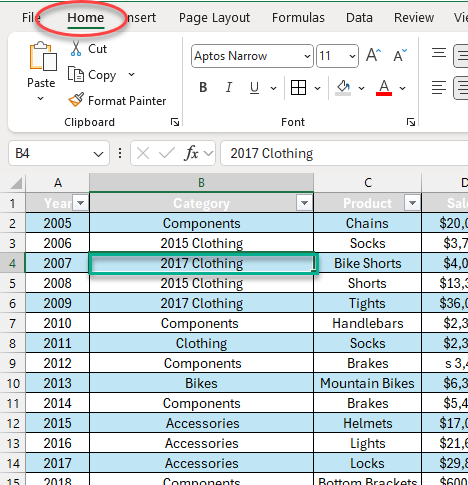 File Home Insert Page Layout Formulas Data Review Vi
Cut
Aptos Narrow 11 A A
Paste
Copy
B I U A
Format Painter
Clipboard Font
B4 fx 2017 Clothing
A B C D
1 Year Category Product Sal
2 2005 Components Chains $20,
3 2006 2015 Clothing Socks $3,7
4 2007 2017 Clothing Bike Shorts $4,0
5 2008 2015 Clothing Shorts $13,3
6 2009 2017 Clothing Tights $36,0
7 2010 Components Handlebars $2,3
8 2011 Clothing Socks $2,3
9 2012 Components Brakes s 3,4
10 2013 Bikes Mountain Bikes $6,3
11 2014 Components Brakes $5,4
12 2015 Accessories Helmets $17,0
13 2016 Accessories Lights $21,6
14 2017 Accessories Locks $29,8
15 2018 Components Bottom Brackets $600